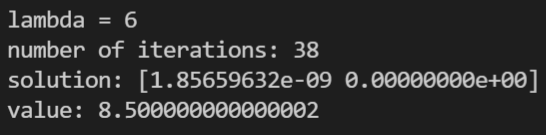 lambda = 6
number of iterations: 38
solution: [1.85659632e-09 0.00000000e+00]
value: 8.500000000000002